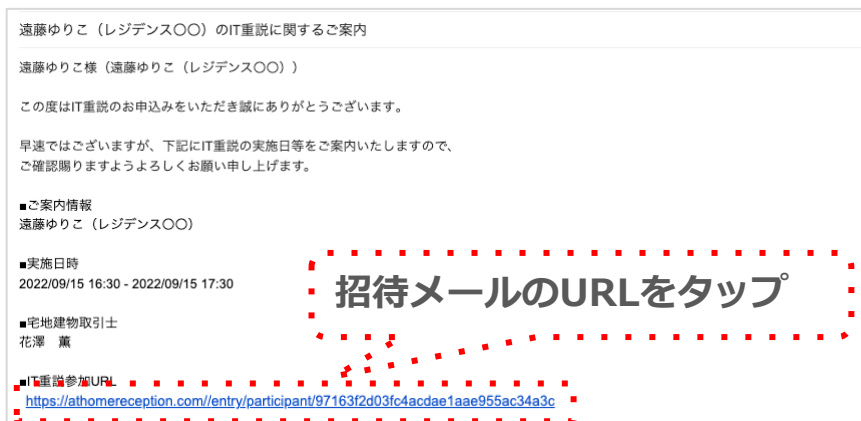 遠藤ゆりこ（レジデンス〇〇）のIT重説に関するご案内
遠藤ゆりこ様（遠藤ゆりこ（レジデンス〇〇））
この度はIT重説のお申込みをいただき誠にありがとうございます。
早速ではございますが、下記にIT重説の実施日等をご案内いたしますので、
ご確認賜りますようよろしくお願い申し上げます。
■ご案内情報
遠藤ゆりこ（レジデンス〇〇）
■実施日時
2022/09/15 16:30 - 2022/09/15 17:30
招待メールのURLをタップ
■宅地建物取引士
花澤　薫
■IT重説参加URL
https://athomereception.com//entry/participant/97163f2d03fc4acdae1aae955ac34a3c